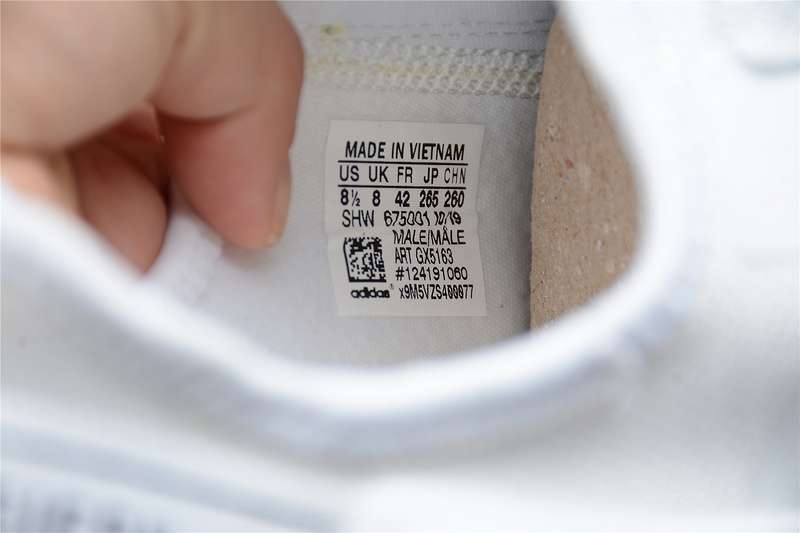 MADE IN VIETNAM
US UK FR JP CHN
8½ 8 42 265 260
SHW 675001 10/19
MALE/MÂLE
ART GX5163
#124191060
adidas® x9M5VZS400077